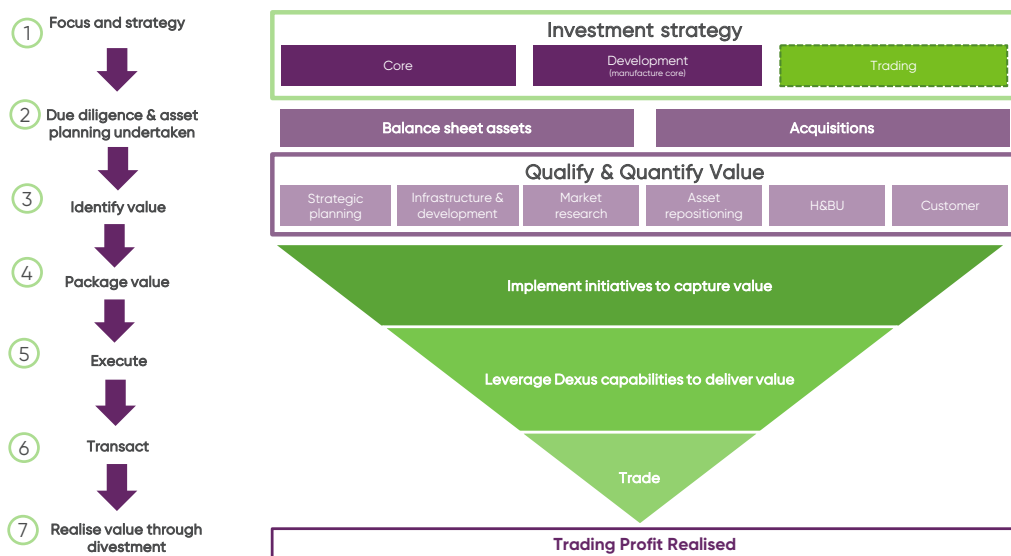 1
Focus and strategy
2
Due diligence & asset
planning undertaken
3
Identify value
4
Package value
5
Execute
6
Transact
7
Realise value through
divestment
Investment strategy
Core
Development
(manufacture core)
Trading
Balance sheet assets
Acquisitions
Qualify & Quantify Value
Strategic
planning
Infrastructure &
development
Market
research
Asset
repositioning
H&BU
Customer
Implement initiatives to capture value
Leverage Dexus capabilities to deliver value
Trade
Trading Profit Realised